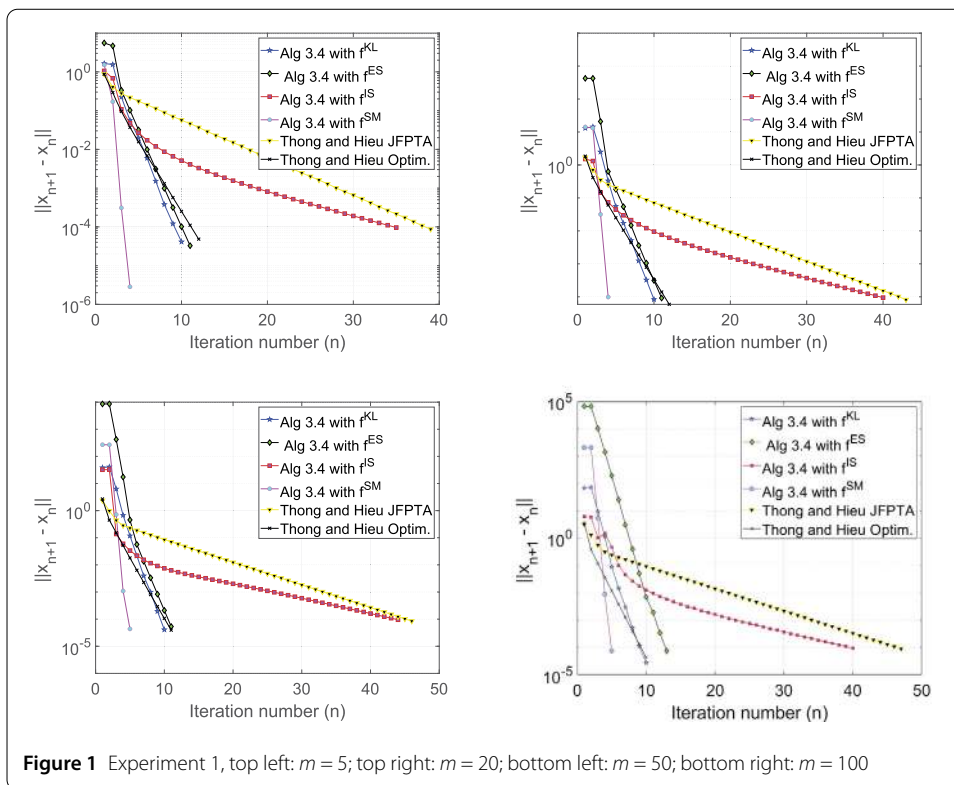 10^0
10^-2
10^-4
10^-6
||x_{n+1} - x_n||
0 10 20 30 40
Iteration number (n)
Alg 3.4 with f^KL
Alg 3.4 with f^ES
Alg 3.4 with f^IS
Alg 3.4 with f^SM
Thong and Hieu JFPTA
Thong and Hieu Optim.
10^0
||x_{n+1} - x_n||
0 10 20 30 40
Iteration number (n)
Alg 3.4 with f^KL
Alg 3.4 with f^ES
Alg 3.4 with f^IS
Alg 3.4 with f^SM
Thong and Hieu JFPTA
Thong and Hieu Optim.
10^0
10^-5
||x_{n+1} - x_n||
0 10 20 30 40 50
Iteration number (n)
Alg 3.4 with f^KL
Alg 3.4 with f^ES
Alg 3.4 with f^IS
Alg 3.4 with f^SM
Thong and Hieu JFPTA
Thong and Hieu Optim.
10^5
10^0
10^-5
||x_{n+1} - x_n||
0 10 20 30 40 50
Iteration number (n)
Alg 3.4 with f^KL
Alg 3.4 with f^ES
Alg 3.4 with f^IS
Alg 3.4 with f^SM
Thong and Hieu JFPTA
Thong and Hieu Optim.
Figure 1 Experiment 1, top left: m = 5; top right: m = 20; bottom left: m = 50; bottom right: m = 100